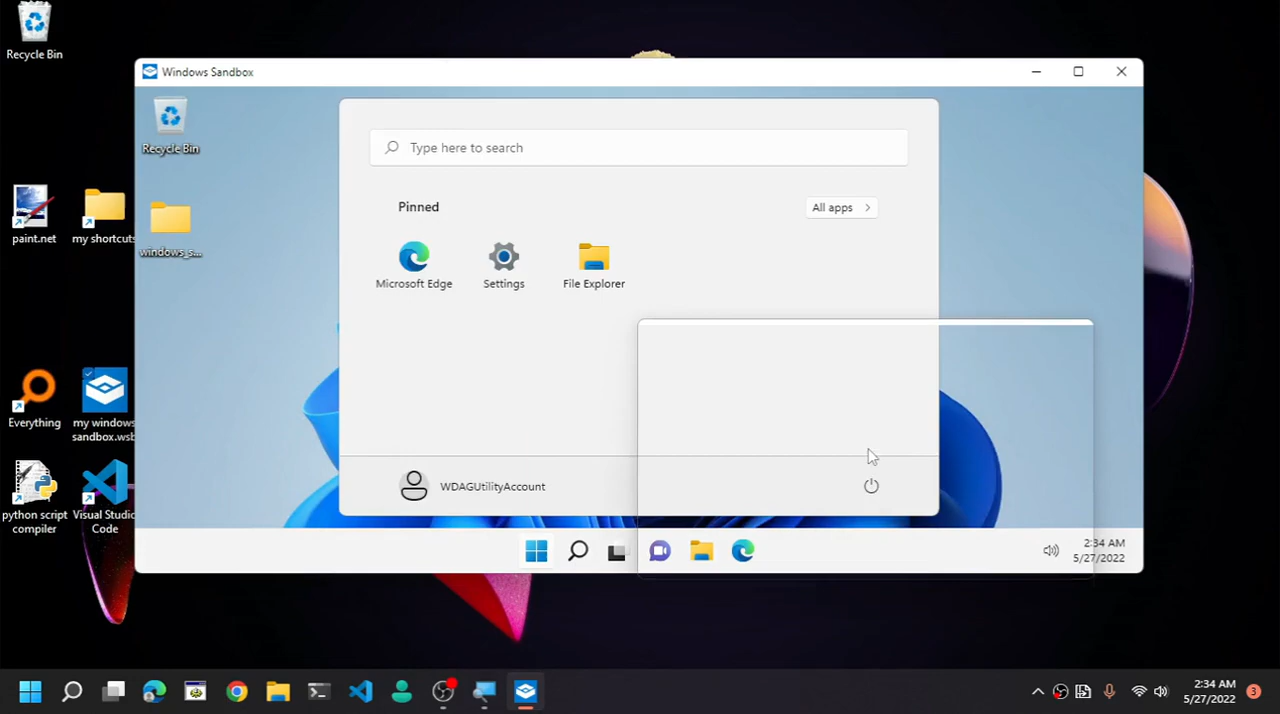 Recycle Bin
Windows Sandbox
Recycle Bin
Type here to search
Pinned
All apps
paint.net
my shortcuts
windows_s...
Microsoft Edge
Settings
File Explorer
Everything
my windows
sandbox.wsb
WDAGUtilityAccount
python script
compiler
Visual Studio
Code
2:34 AM
5/27/2022
2:34 AM
5/27/2022
3